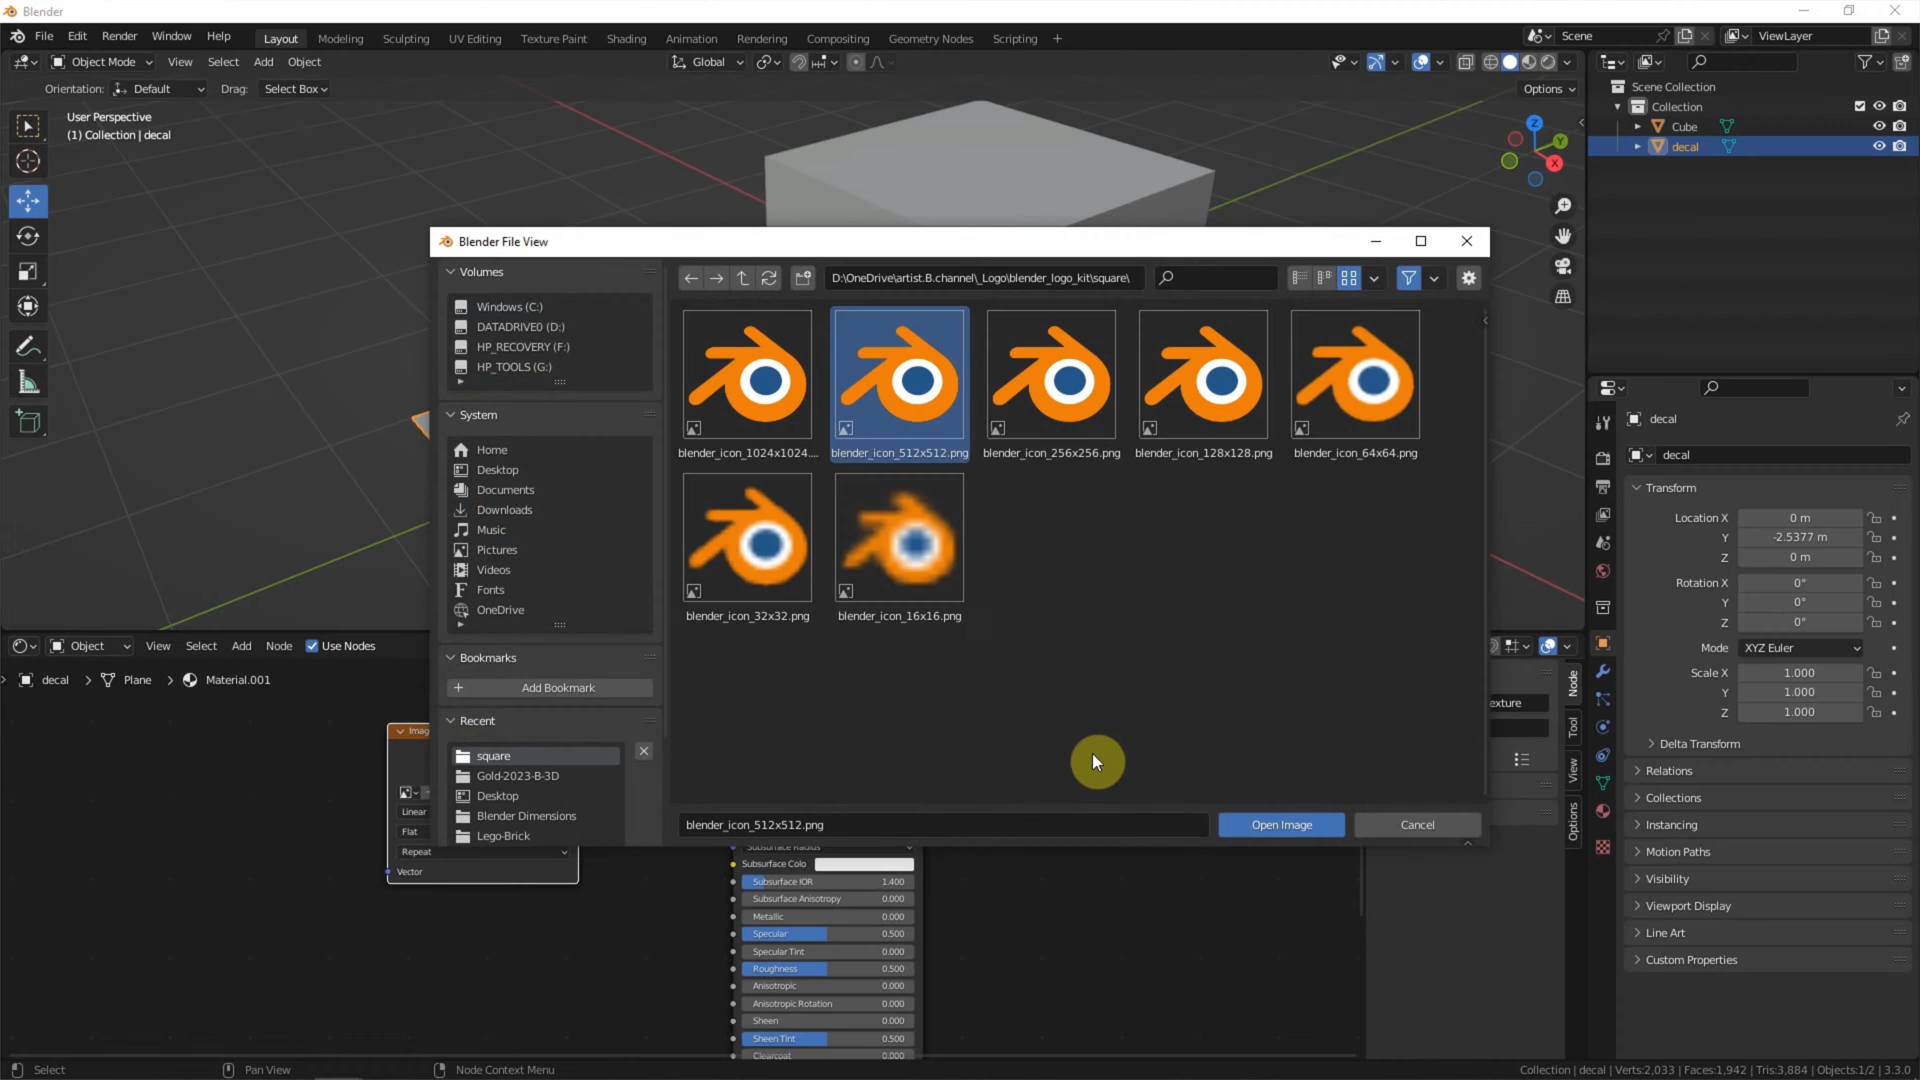 Blender
File Edit Render Window Help Layout Modeling Sculpting UV Editing Texture Paint Shading Animation Rendering Compositing Geometry Nodes Scripting + Scene ViewLayer
Object Mode View Select Add Object Global
Orientation: Default Drag: Select Box Options
User Perspective
(1) Collection | decal
Z
Y
X
Scene Collection
Collection
Cube
decal
Blender File View
Volumes
Windows (C:)
DATADRIVE0 (D:)
HP_RECOVERY (F:)
HP_TOOLS (G:)
System
Home
Desktop
Documents
Downloads
Music
Pictures
Videos
Fonts
OneDrive
Bookmarks
Add Bookmark
Recent
square
Gold-2023-B-3D
Desktop
Blender Dimensions
Lego-Brick
D:\OneDrive\artist.B.channel\_Logo\blender_logo_kit\square\
blender_icon_1024x1024....
blender_icon_512x512.png
blender_icon_256x256.png
blender_icon_128x128.png
blender_icon_64x64.png
blender_icon_32x32.png
blender_icon_16x16.png
blender_icon_512x512.png
Open Image
Cancel
decal
decal
Transform
Location X 0 m
Y -2.5377 m
Z 0 m
Rotation X 0°
Y 0°
Z 0°
Mode XYZ Euler
Scale X 1.000
Y 1.000
Z 1.000
Delta Transform
Relations
Collections
Instancing
Motion Paths
Visibility
Viewport Display
Line Art
Custom Properties
Object View Select Add Node Use Nodes
decal > Plane > Material.001
Imag
Linear
Flat
Repeat
Vector
Subsurface Radius
Subsurface Colo
Subsurface IOR 1.400
Subsurface Anisotropy 0.000
Metallic 0.000
Specular 0.500
Specular Tint 0.000
Roughness 0.500
Anisotropic 0.000
Anisotropic Rotation 0.000
Sheen 0.000
Sheen Tint 0.500
Clearcoat 0.000
exture
Node
Tool
View
Options
Select Pan View Node Context Menu
Collection | decal | Verts:2,033 | Faces:1,942 | Tris:3,884 | Objects:1/2 | 3.3.0